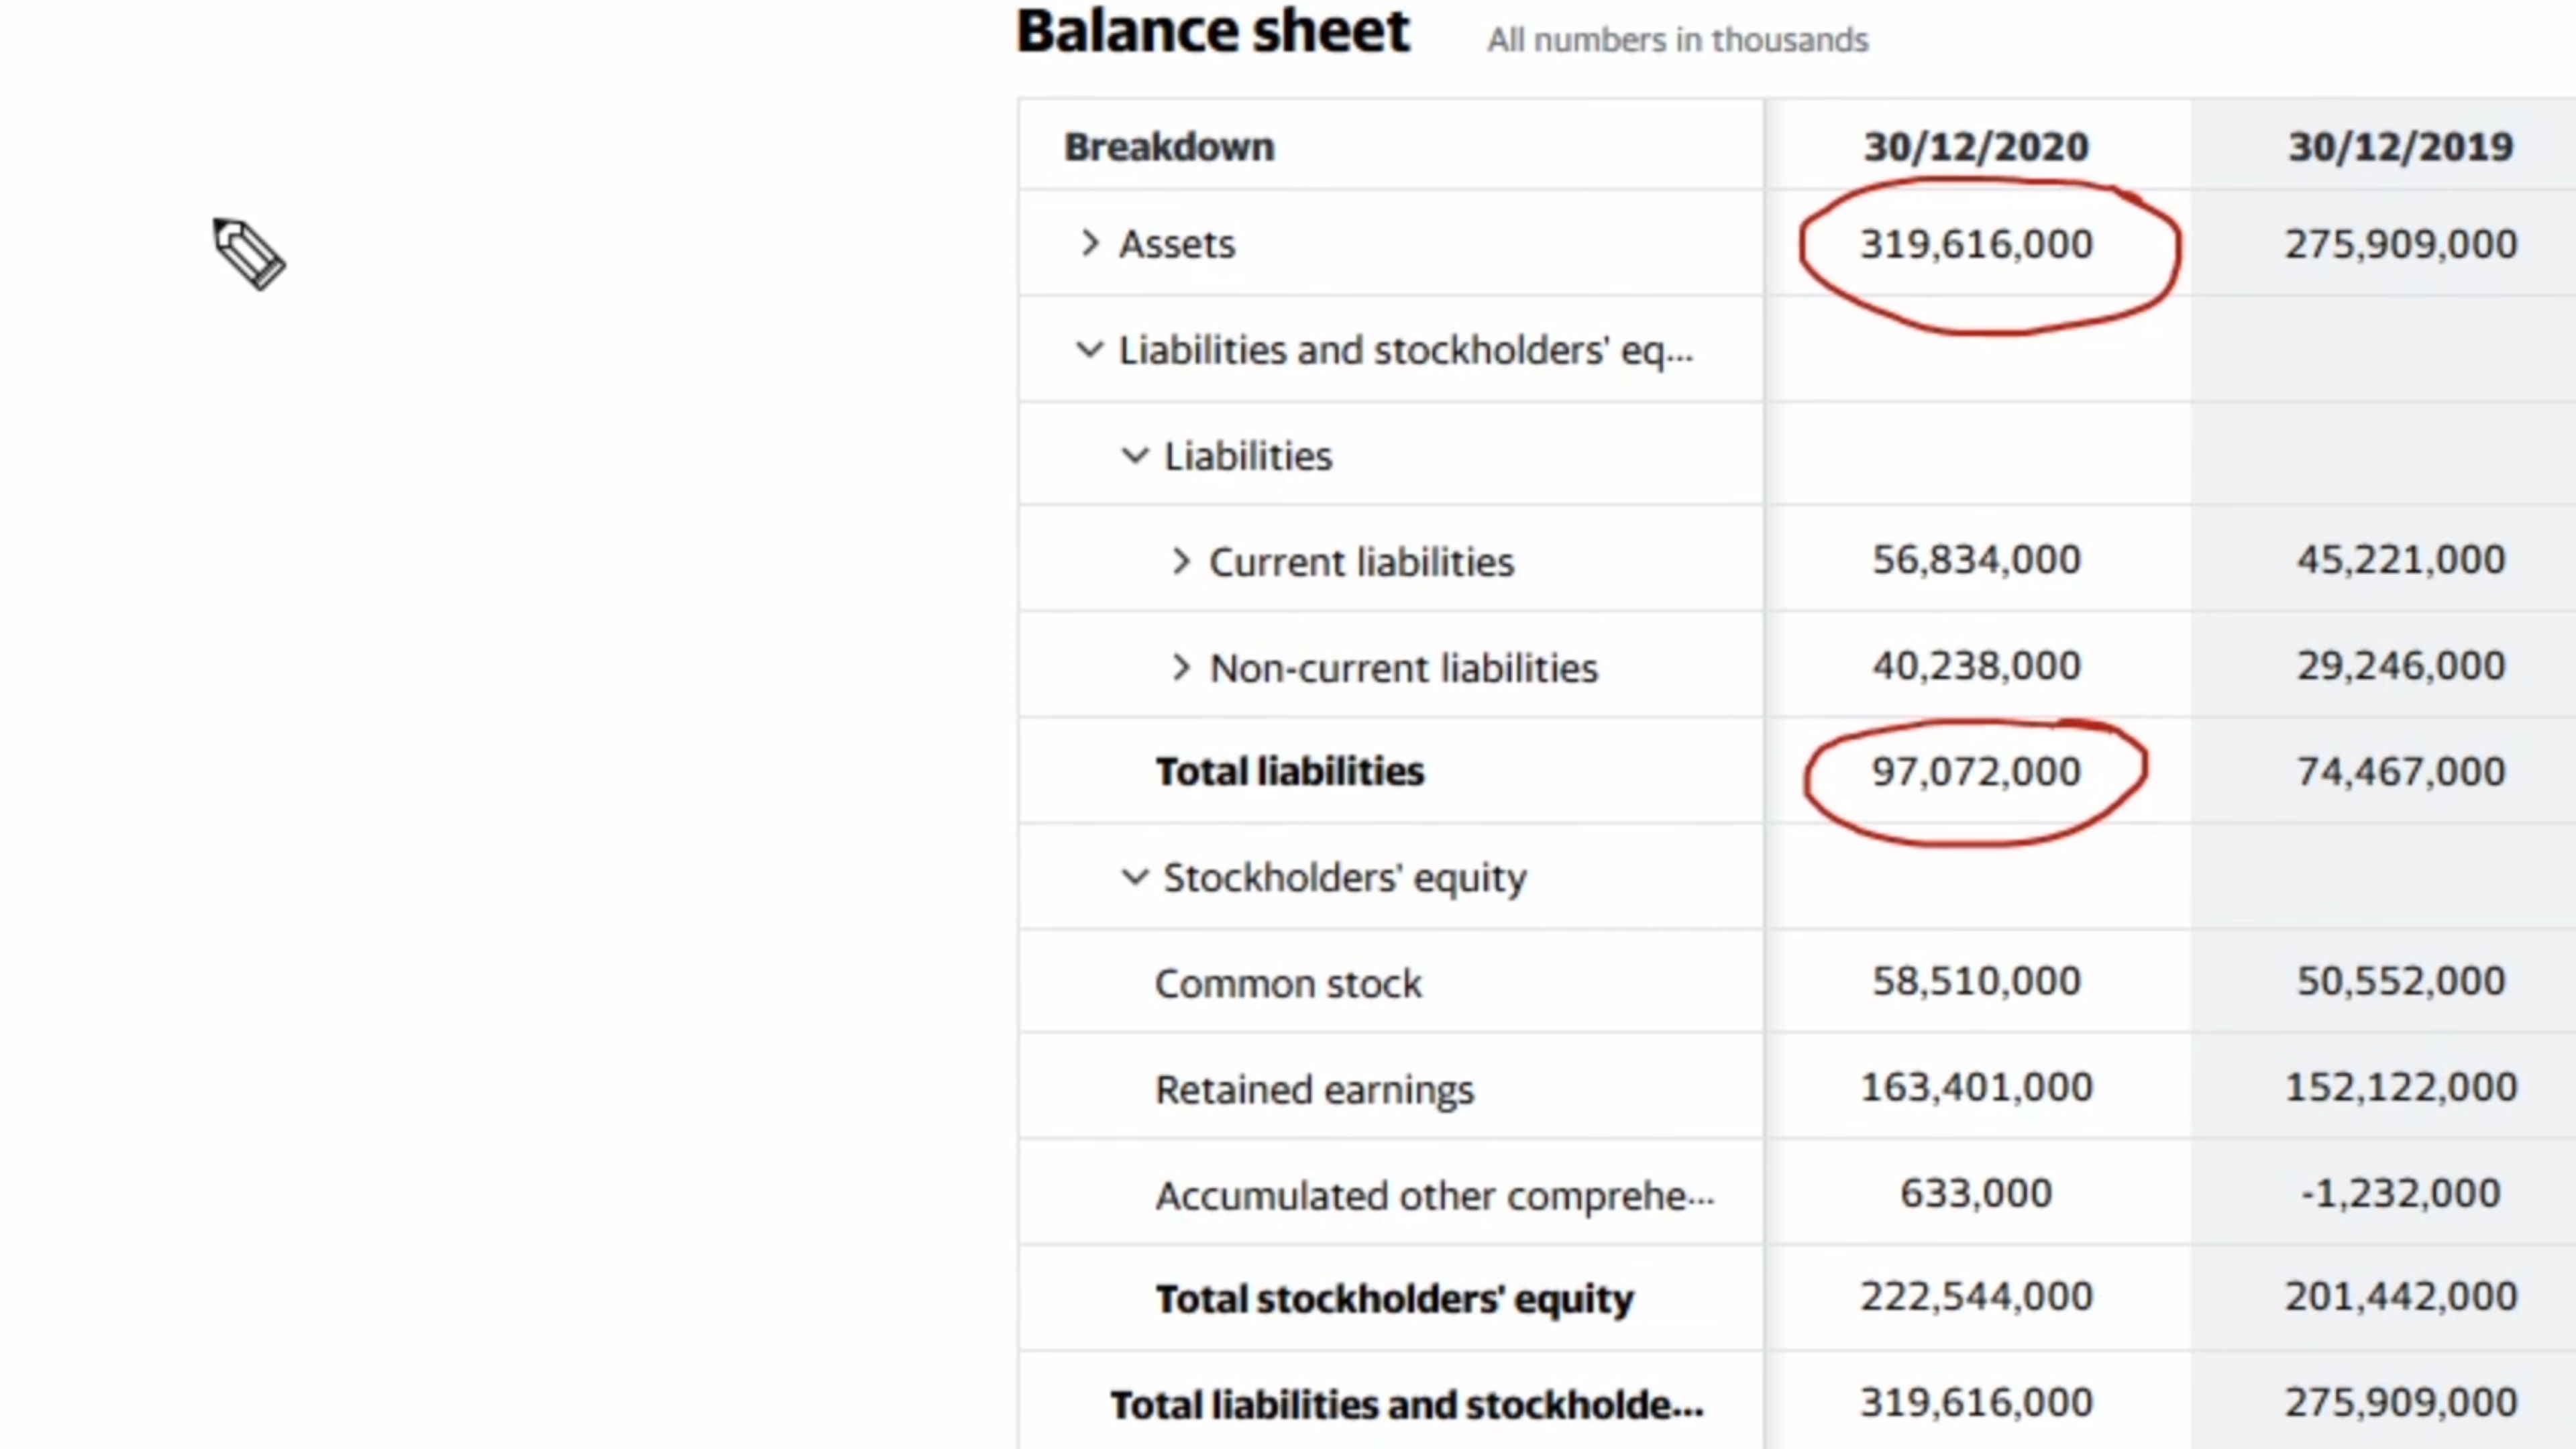 Balance sheet All numbers in thousands
Breakdown 30/12/2020 30/12/2019
Assets 319,616,000 275,909,000
Liabilities and stockholders' eq...
Liabilities
Current liabilities 56,834,000 45,221,000
Non-current liabilities 40,238,000 29,246,000
Total liabilities 97,072,000 74,467,000
Stockholders' equity
Common stock 58,510,000 50,552,000
Retained earnings 163,401,000 152,122,000
Accumulated other comprehe... 633,000 -1,232,000
Total stockholders' equity 222,544,000 201,442,000
Total liabilities and stockholde... 319,616,000 275,909,000